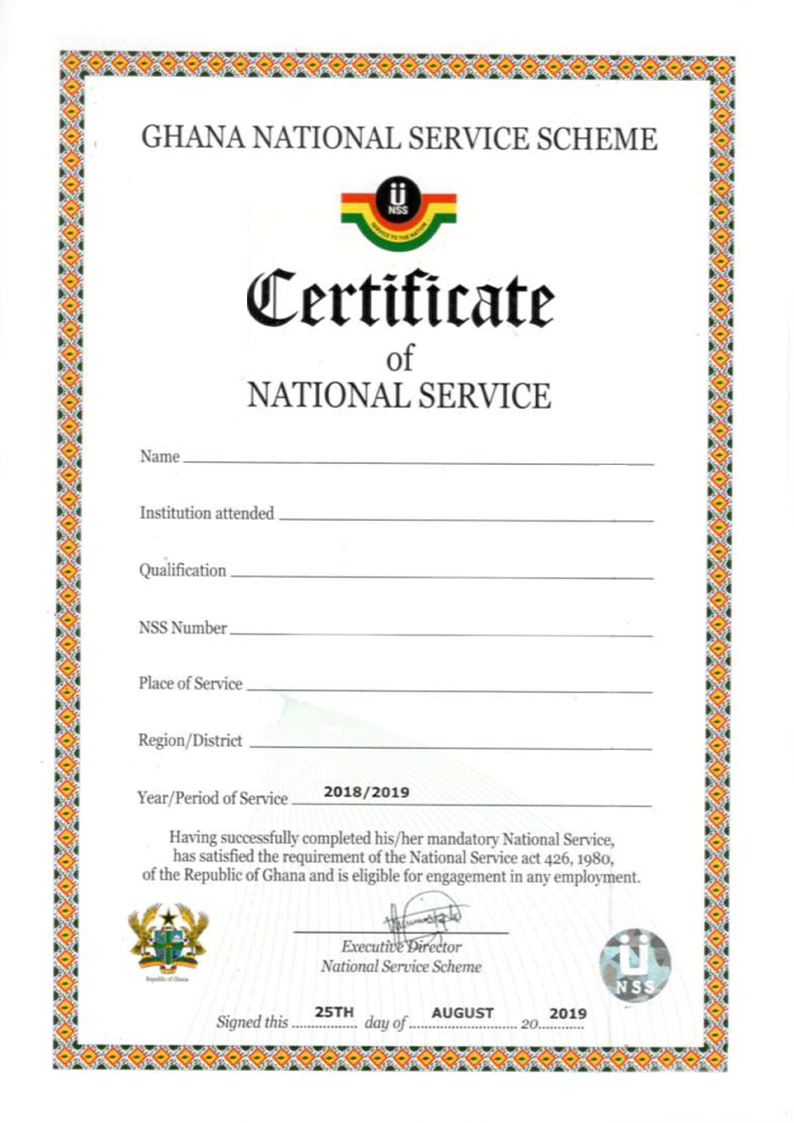 GHANA NATIONAL SERVICE SCHEME
Ü
NSS
SERVICE TO THE NATION
Certificate
of
NATIONAL SERVICE
Name
Institution attended
Qualification
NSS Number
Place of Service
Region/District
Year/Period of Service 2018/2019
Having successfully completed his/her mandatory National Service,
has satisfied the requirement of the National Service act 426, 1980,
of the Republic of Ghana and is eligible for engagement in any employment.
Executive Director
National Service Scheme
Republic of Ghana
Ü
NSS
Signed this 25TH day of AUGUST 20 2019